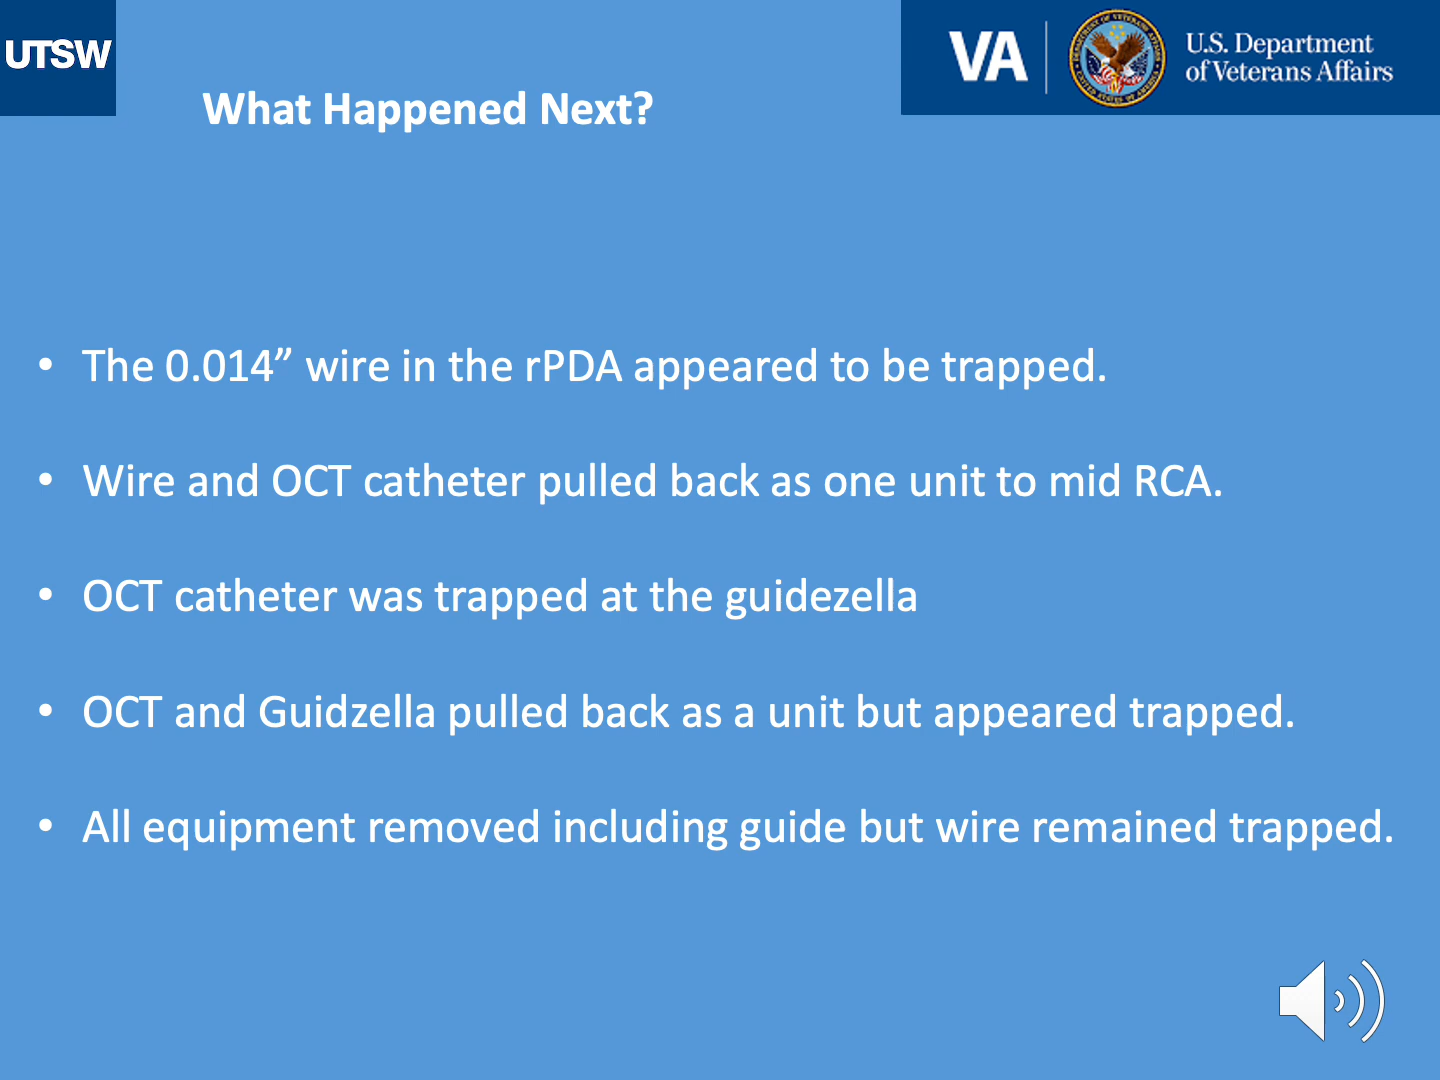 UTSW
VA
U.S. Department
of Veterans Affairs
What Happened Next?
• The 0.014” wire in the rPDA appeared to be trapped.
• Wire and OCT catheter pulled back as one unit to mid RCA.
• OCT catheter was trapped at the guidezella
• OCT and Guidzella pulled back as a unit but appeared trapped.
• All equipment removed including guide but wire remained trapped.